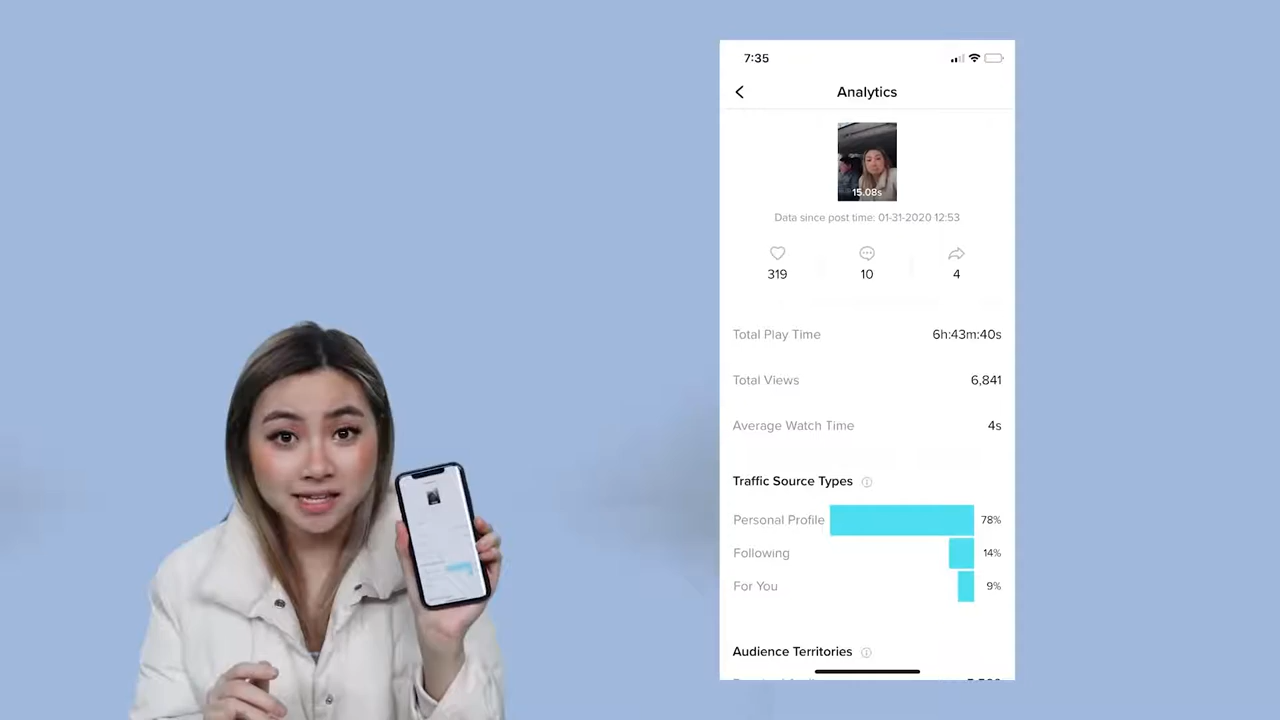 7:35
Analytics
15.08s
Data since post time: 01-31-2020 12:53
319 10 4
Total Play Time 6h:43m:40s
Total Views 6,841
Average Watch Time 4s
Traffic Source Types
Personal Profile 78%
Following 14%
For You 9%
Audience Territories